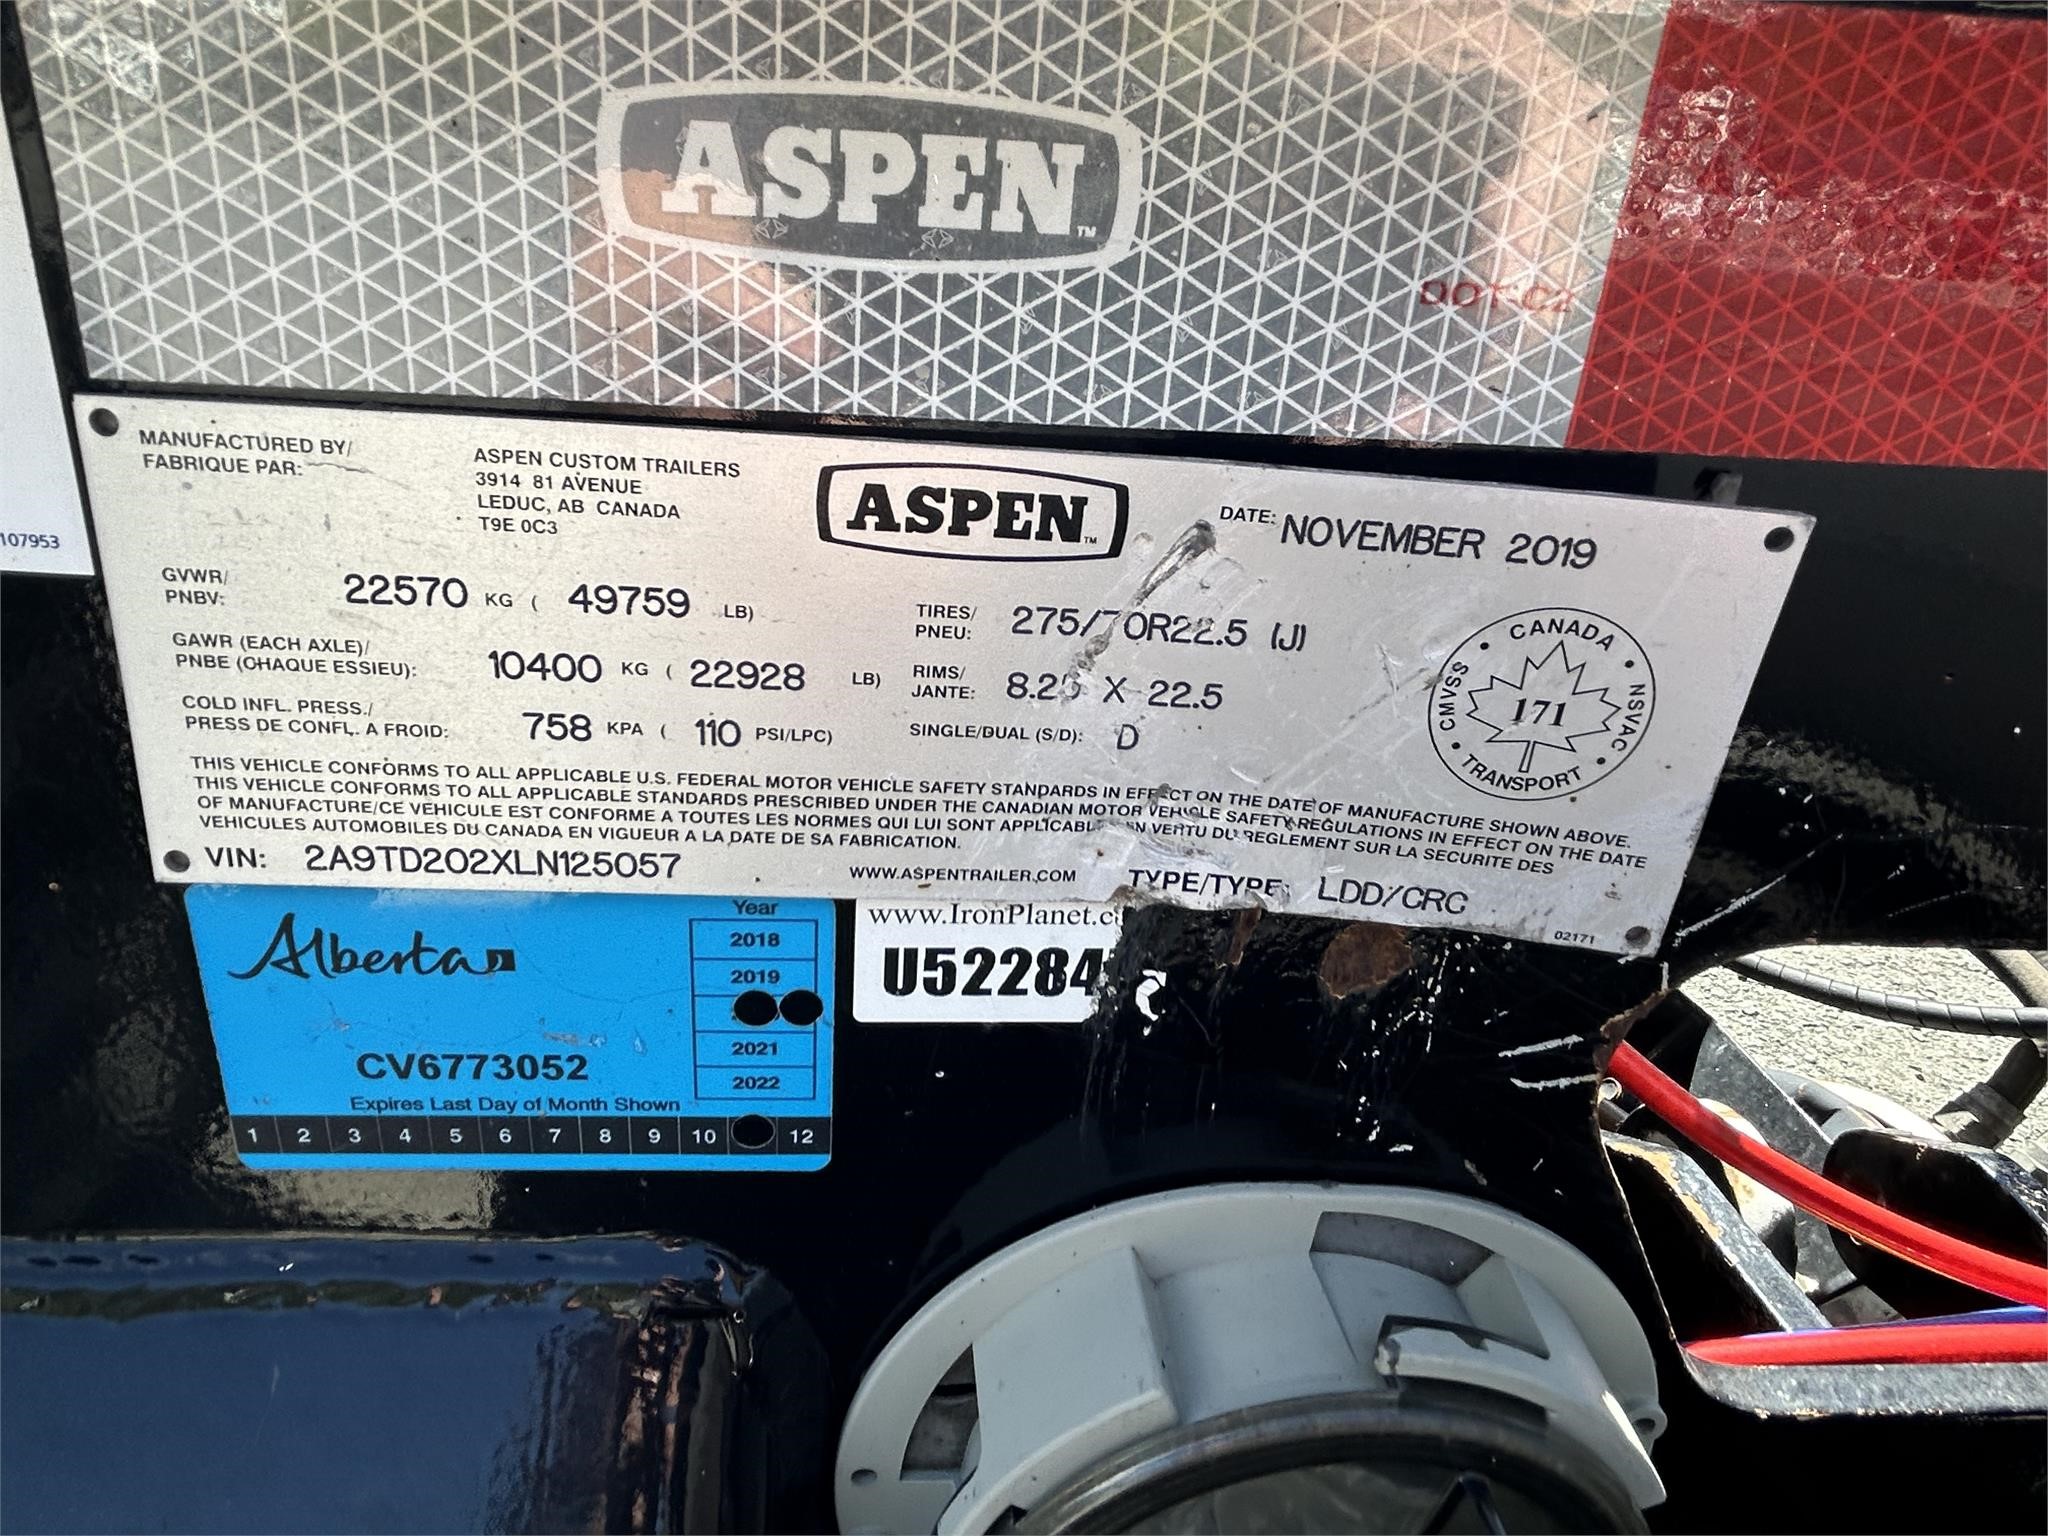 ASPEN™
DOT-C2
107953
MANUFACTURED BY/
FABRIQUE PAR:
ASPEN CUSTOM TRAILERS
3914 81 AVENUE
LEDUC, AB CANADA
T9E 0C3
ASPEN™
DATE: NOVEMBER 2019
GVWR/
PNBV: 22570 KG ( 49759 LB)
GAWR (EACH AXLE)/
PNBE (CHAQUE ESSIEU): 10400 KG ( 22928 LB)
COLD INFL. PRESS./
PRESS DE CONFL. A FROID: 758 KPA ( 110 PSI/LPC)
TIRES/
PNEU: 275/70R22.5 (J)
RIMS/
JANTE: 8.25 X 22.5
SINGLE/DUAL (S/D): D
CANADA
CMVSS 171 NSVAC
TRANSPORT
THIS VEHICLE CONFORMS TO ALL APPLICABLE U.S. FEDERAL MOTOR VEHICLE SAFETY STANDARDS IN EFFECT ON THE DATE OF MANUFACTURE SHOWN ABOVE.
THIS VEHICLE CONFORMS TO ALL APPLICABLE STANDARDS PRESCRIBED UNDER THE CANADIAN MOTOR VEHICLE SAFETY REGULATIONS IN EFFECT ON THE DATE
OF MANUFACTURE/CE VEHICULE EST CONFORME A TOUTES LES NORMES QUI LUI SONT APPLICABLES EN VERTU DU REGLEMENT SUR LA SECURITE DES
VEHICULES AUTOMOBILES DU CANADA EN VIGUEUR A LA DATE DE SA FABRICATION.
VIN: 2A9TD202XLN125057
WWW.ASPENTRAILER.COM
TYPE/TYPE: LDD/CRC
02171
Alberta
Year
2018
2019
2021
2022
CV6773052
Expires Last Day of Month Shown
1 2 3 4 5 6 7 8 9 10 12
www.IronPlanet.c
U52284